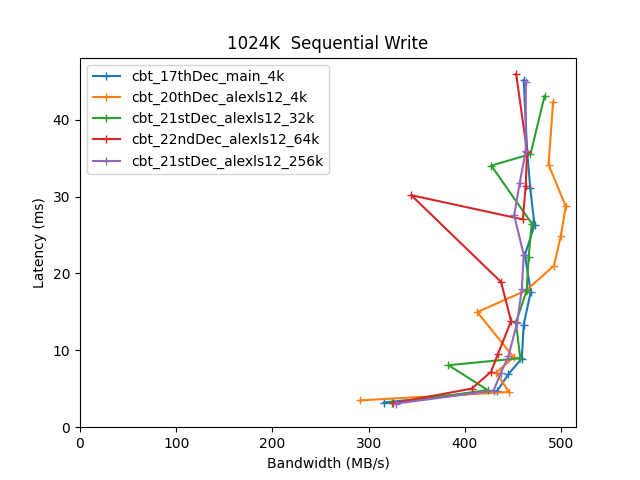 1024K  Sequential Write
cbt_17thDec_main_4k
cbt_20thDec_alexls12_4k
cbt_21stDec_alexls12_32k
cbt_22ndDec_alexls12_64k
cbt_21stDec_alexls12_256k
Latency (ms)
40
30
20
10
0
0 100 200 300 400 500
Bandwidth (MB/s)